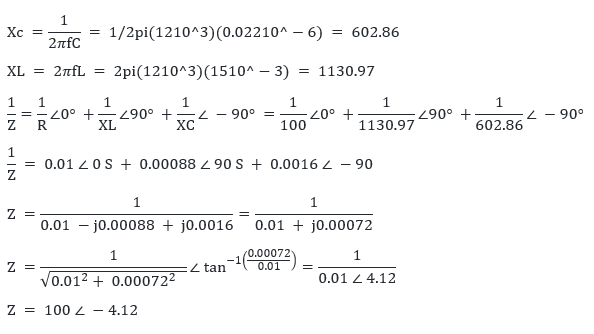 Xc = 1/2πfC = 1/2pi(1210^3)(0.02210^ − 6) = 602.86
XL = 2πfL = 2pi(1210^3)(1510^ − 3) = 1130.97
1/Z = 1/R ∠0° + 1/XL ∠90° + 1/XC ∠ − 90° = 1/100 ∠0° + 1/1130.97 ∠90° + 1/602.86 ∠ − 90°
1/Z = 0.01 ∠ 0 S + 0.00088 ∠ 90 S + 0.0016 ∠ − 90
Z = 1/(0.01 − j0.00088 + j0.0016) = 1/(0.01 + j0.00072)
Z = 1/√(0.01² + 0.00072²) ∠ tan^−1(0.00072/0.01) = 1/(0.01 ∠ 4.12)
Z = 100 ∠ − 4.12